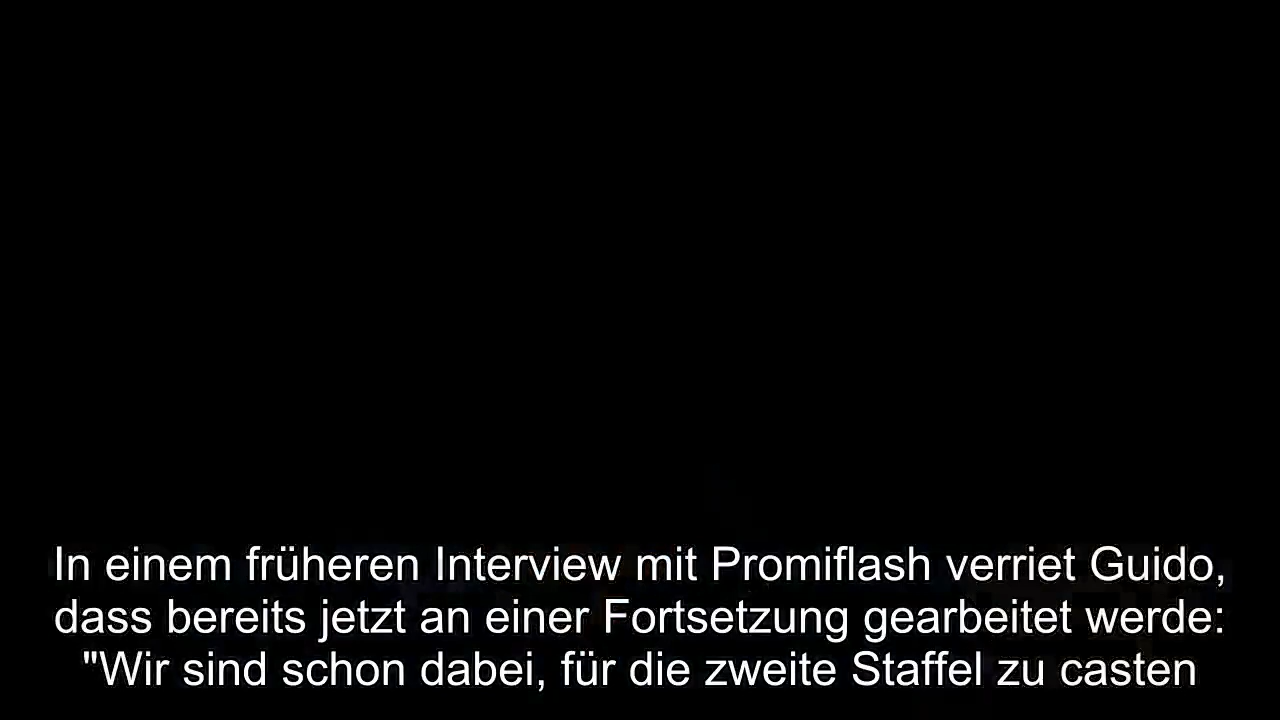 In einem früheren Interview mit Promiflash verriet Guido,
dass bereits jetzt an einer Fortsetzung gearbeitet werde:
"Wir sind schon dabei, für die zweite Staffel zu casten